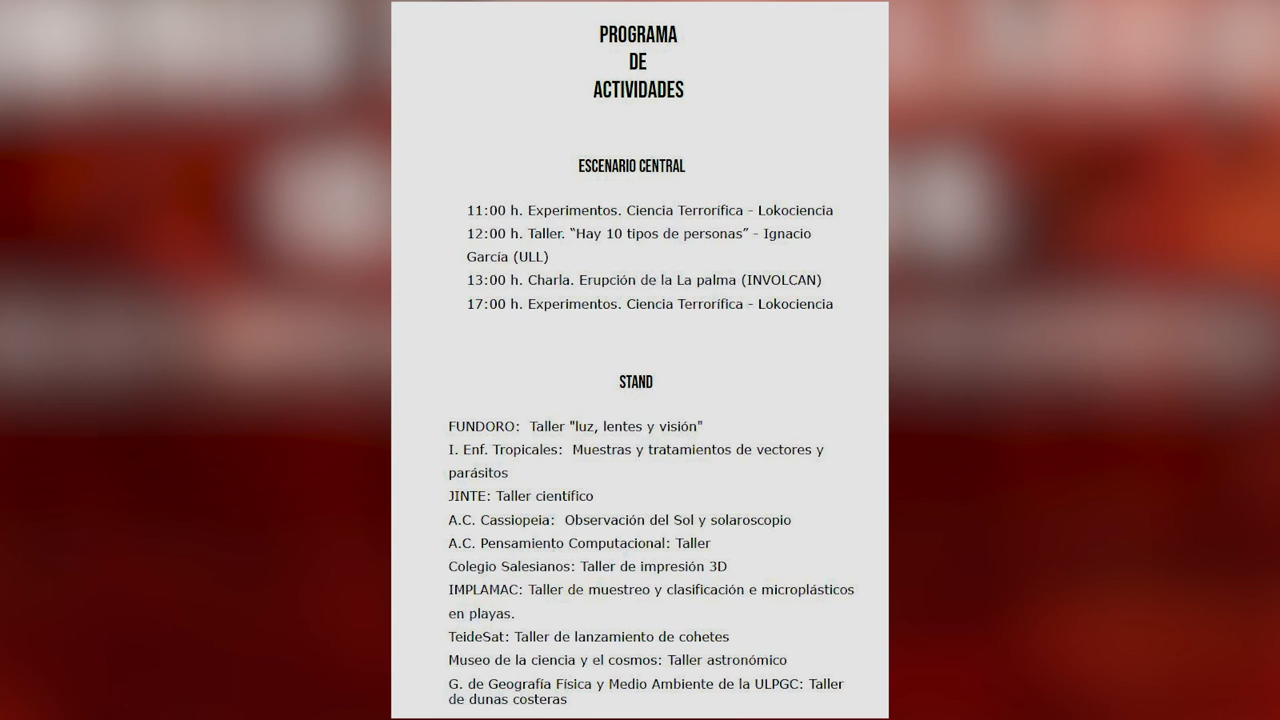 PROGRAMA
DE
ACTIVIDADES
ESCENARIO CENTRAL
11:00 h. Experimentos. Ciencia Terrorífica - Lokociencia
12:00 h. Taller. “Hay 10 tipos de personas” - Ignacio
García (ULL)
13:00 h. Charla. Erupción de la La palma (INVOLCAN)
17:00 h. Experimentos. Ciencia Terrorífica - Lokociencia
STAND
FUNDORO: Taller "luz, lentes y visión"
I. Enf. Tropicales: Muestras y tratamientos de vectores y
parásitos
JINTE: Taller científico
A.C. Cassiopeia: Observación del Sol y solaroscopio
A.C. Pensamiento Computacional: Taller
Colegio Salesianos: Taller de impresión 3D
IMPLAMAC: Taller de muestreo y clasificación e microplásticos
en playas.
TeideSat: Taller de lanzamiento de cohetes
Museo de la ciencia y el cosmos: Taller astronómico
G. de Geografía Física y Medio Ambiente de la ULPGC: Taller
de dunas costeras